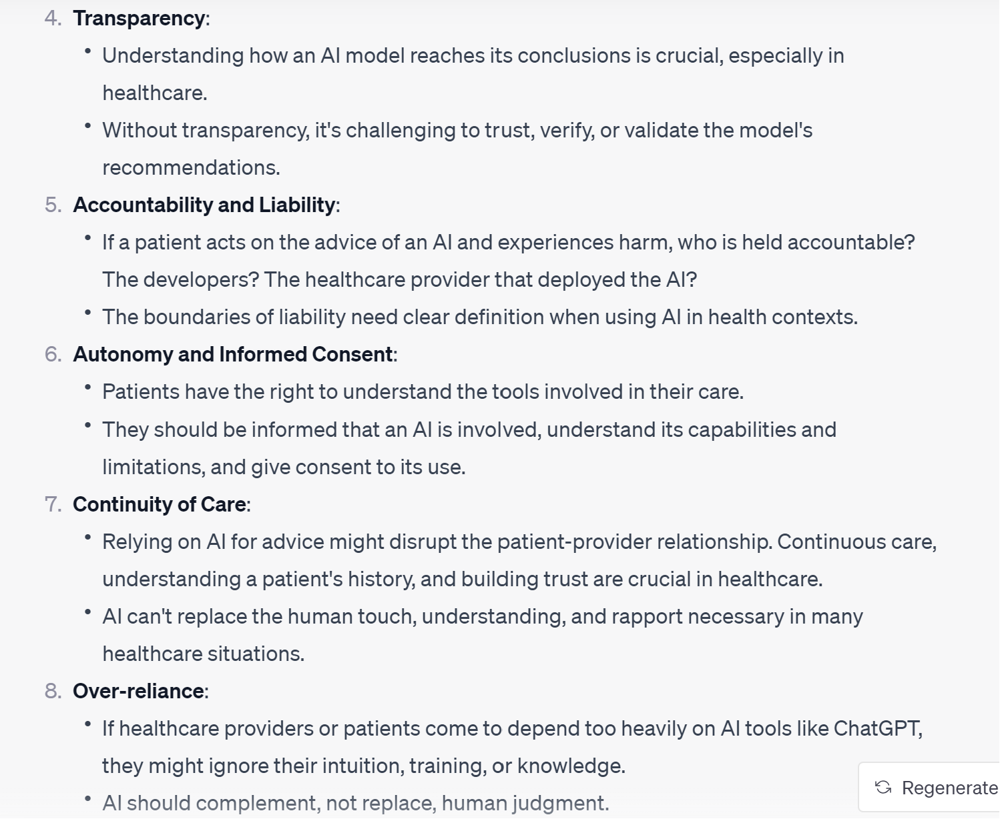 4. Transparency:
• Understanding how an AI model reaches its conclusions is crucial, especially in
healthcare.
• Without transparency, it's challenging to trust, verify, or validate the model's
recommendations.
5. Accountability and Liability:
• If a patient acts on the advice of an AI and experiences harm, who is held accountable?
The developers? The healthcare provider that deployed the AI?
• The boundaries of liability need clear definition when using AI in health contexts.
6. Autonomy and Informed Consent:
• Patients have the right to understand the tools involved in their care.
• They should be informed that an AI is involved, understand its capabilities and
limitations, and give consent to its use.
7. Continuity of Care:
• Relying on AI for advice might disrupt the patient-provider relationship. Continuous care,
understanding a patient's history, and building trust are crucial in healthcare.
• AI can't replace the human touch, understanding, and rapport necessary in many
healthcare situations.
8. Over-reliance:
• If healthcare providers or patients come to depend too heavily on AI tools like ChatGPT,
they might ignore their intuition, training, or knowledge.
• AI should complement, not replace, human judgment.
Regenerate